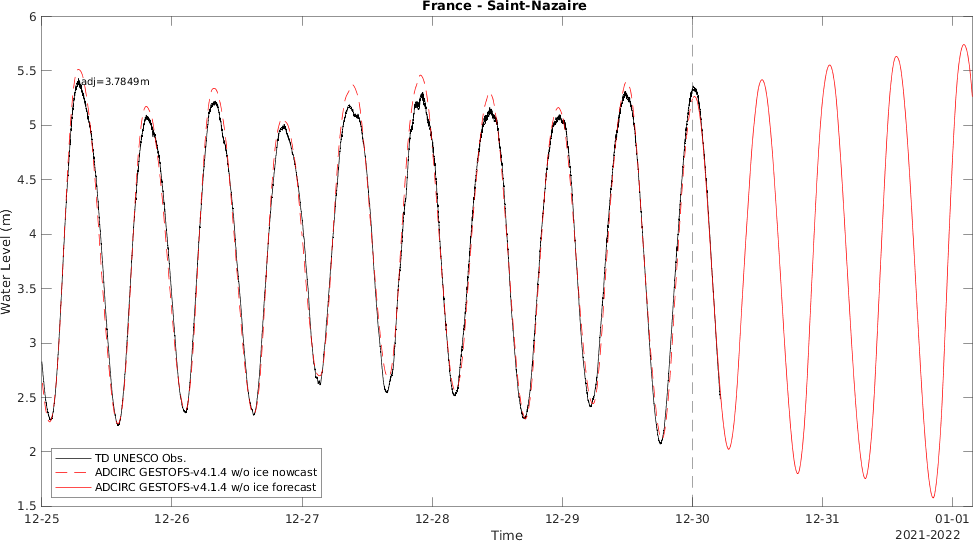 France - Saint-Nazaire
6
5.5
5
4.5
4
3.5
3
2.5
2
1.5
Water Level (m)
adj=3.7849m
TD UNESCO Obs.
ADCIRC GESTOFS-v4.1.4 w/o ice nowcast
ADCIRC GESTOFS-v4.1.4 w/o ice forecast
12-25 12-26 12-27 12-28 12-29 12-30 12-31 01-01
Time
2021-2022